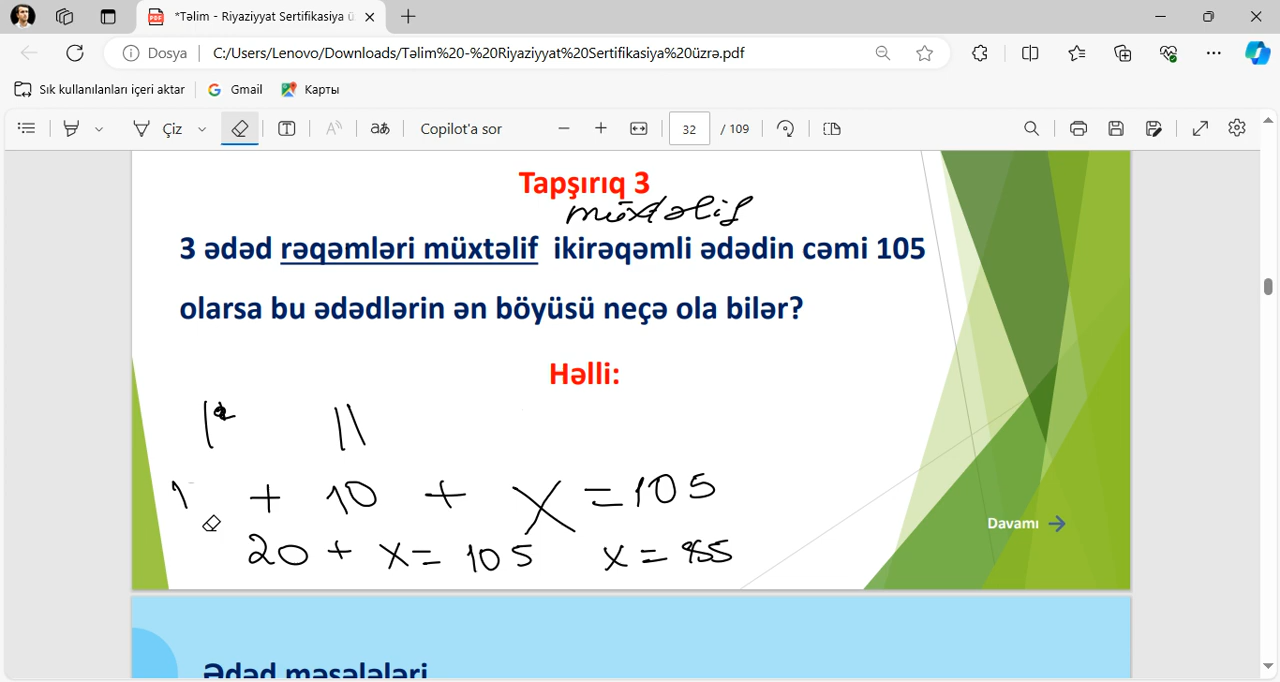 *Təlim - Riyaziyyat Sertifikasiya ü
Dosya
C:/Users/Lenovo/Downloads/Təlim%20-%20Riyaziyyat%20Sertifikasiya%20üzrə.pdf
Sık kullanılanları içeri aktar
Gmail
Карты
Çiz
aあ
Copilot'a sor
32 / 109
Tapşırıq 3
müxtəlif
3 ədəd rəqəmləri müxtəlif ikirəqəmli ədədin cəmi 105
olarsa bu ədədlərin ən böyüsü neçə ola bilər?
Həlli:
+ 10 + X = 105
Davamı
20 + x = 105 x = 85
Ədəd məsələləri